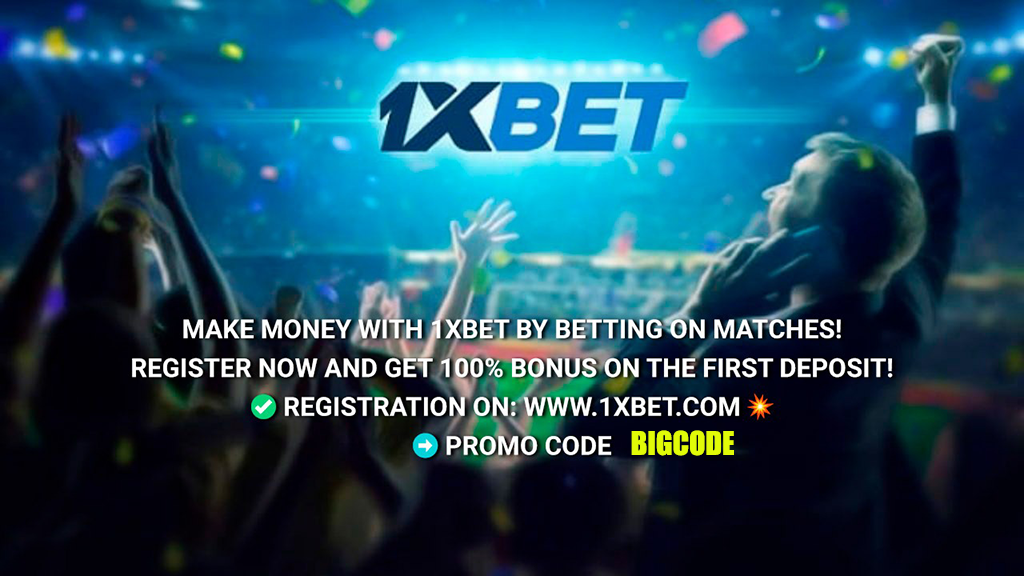 1XBET
MAKE MONEY WITH 1XBET BY BETTING ON MATCHES!
REGISTER NOW AND GET 100% BONUS ON THE FIRST DEPOSIT!
✅ REGISTRATION ON: WWW.1XBET.COM 💥
➡ PROMO CODE BIGCODE